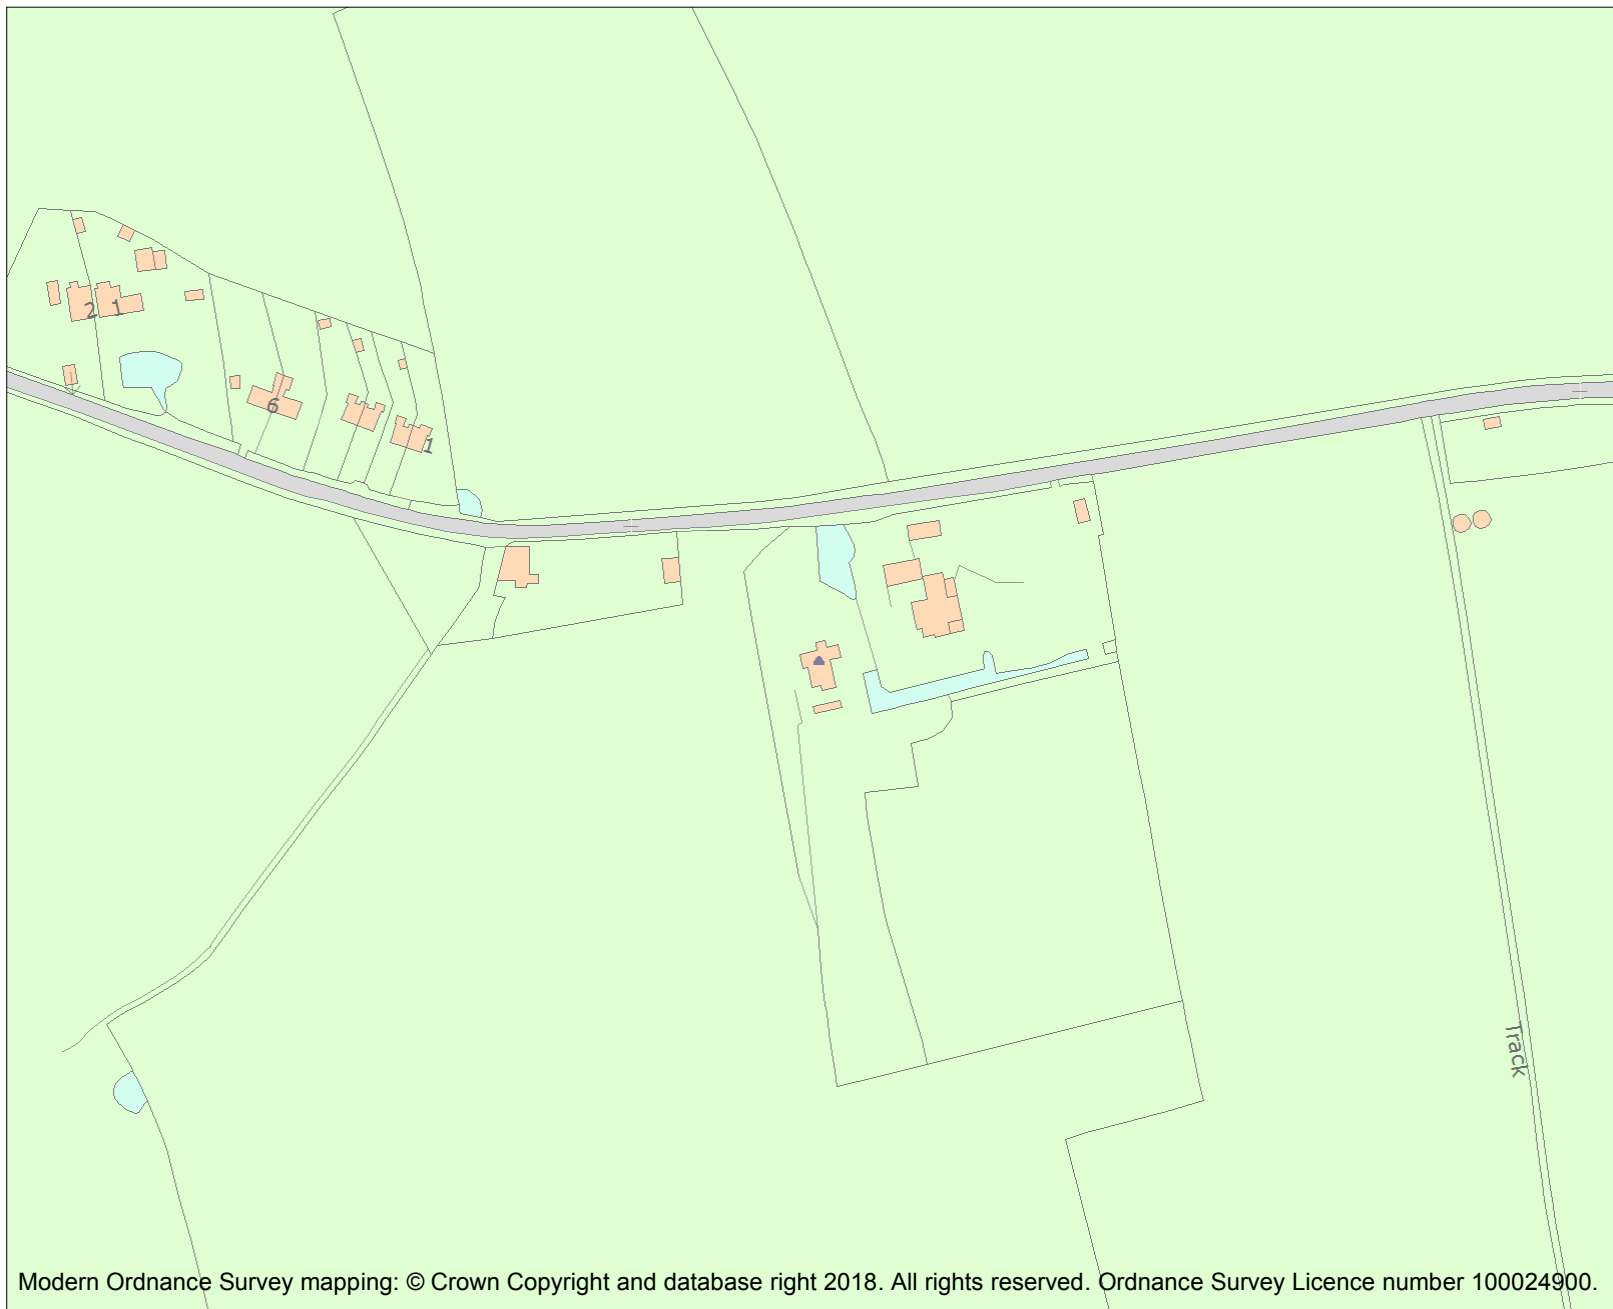 2 1
6
1
Track
Modern Ordnance Survey mapping: © Crown Copyright and database right 2018. All rights reserved. Ordnance Survey Licence number 100024900.